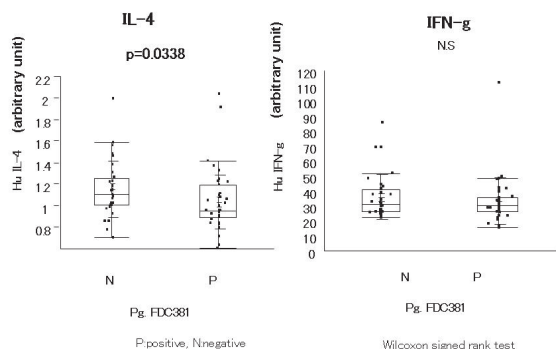 IL-4
p=0.0338
Hu IL-4 (arbitrary unit)
2.2
2
1.8
1.6
1.4
1.2
1.0
0.8
N P
Pg. FDC381
P:positive, N:negative
IFN-g
N.S
Hu IFN-g (arbitrary unit)
120
110
100
90
80
70
60
50
40
30
20
10
0
N P
Pg. FDC381
Wilcoxon signed rank test